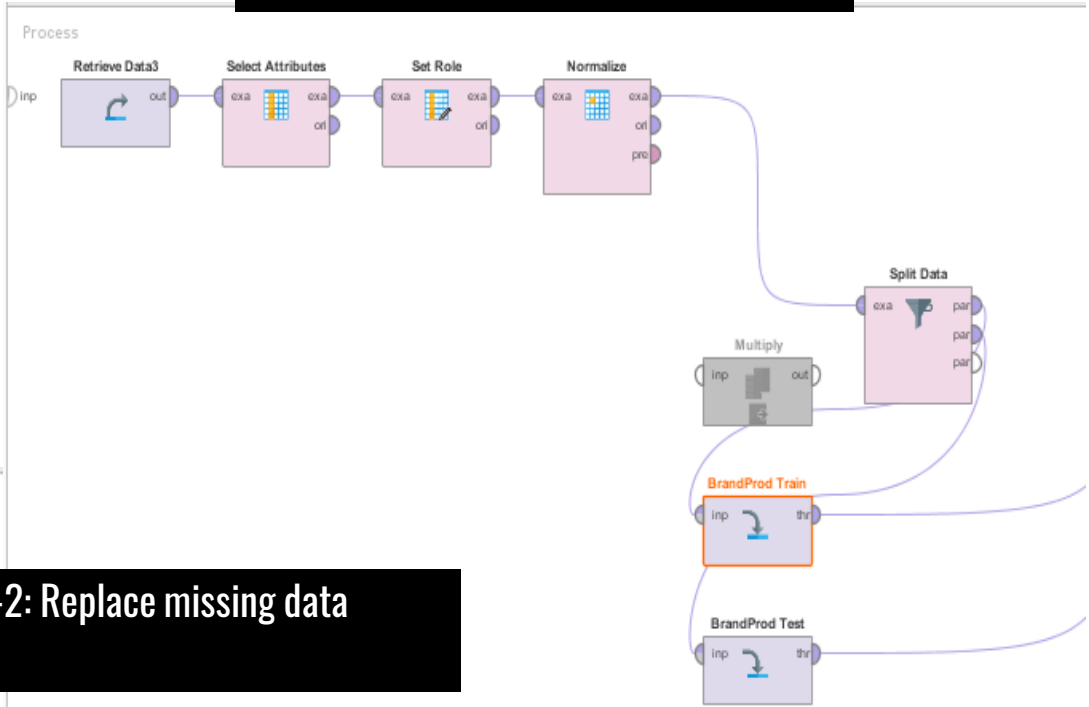 Process
Retrieve Data3
Select Attributes
Set Role
Normalize
inp
out
exa
exa
ori
exa
exa
ori
exa
exa
ori
pre
Split Data
exa
par
par
par
Multiply
inp
out
BrandProd Train
inp
thr
-2: Replace missing data
BrandProd Test
inp
thr